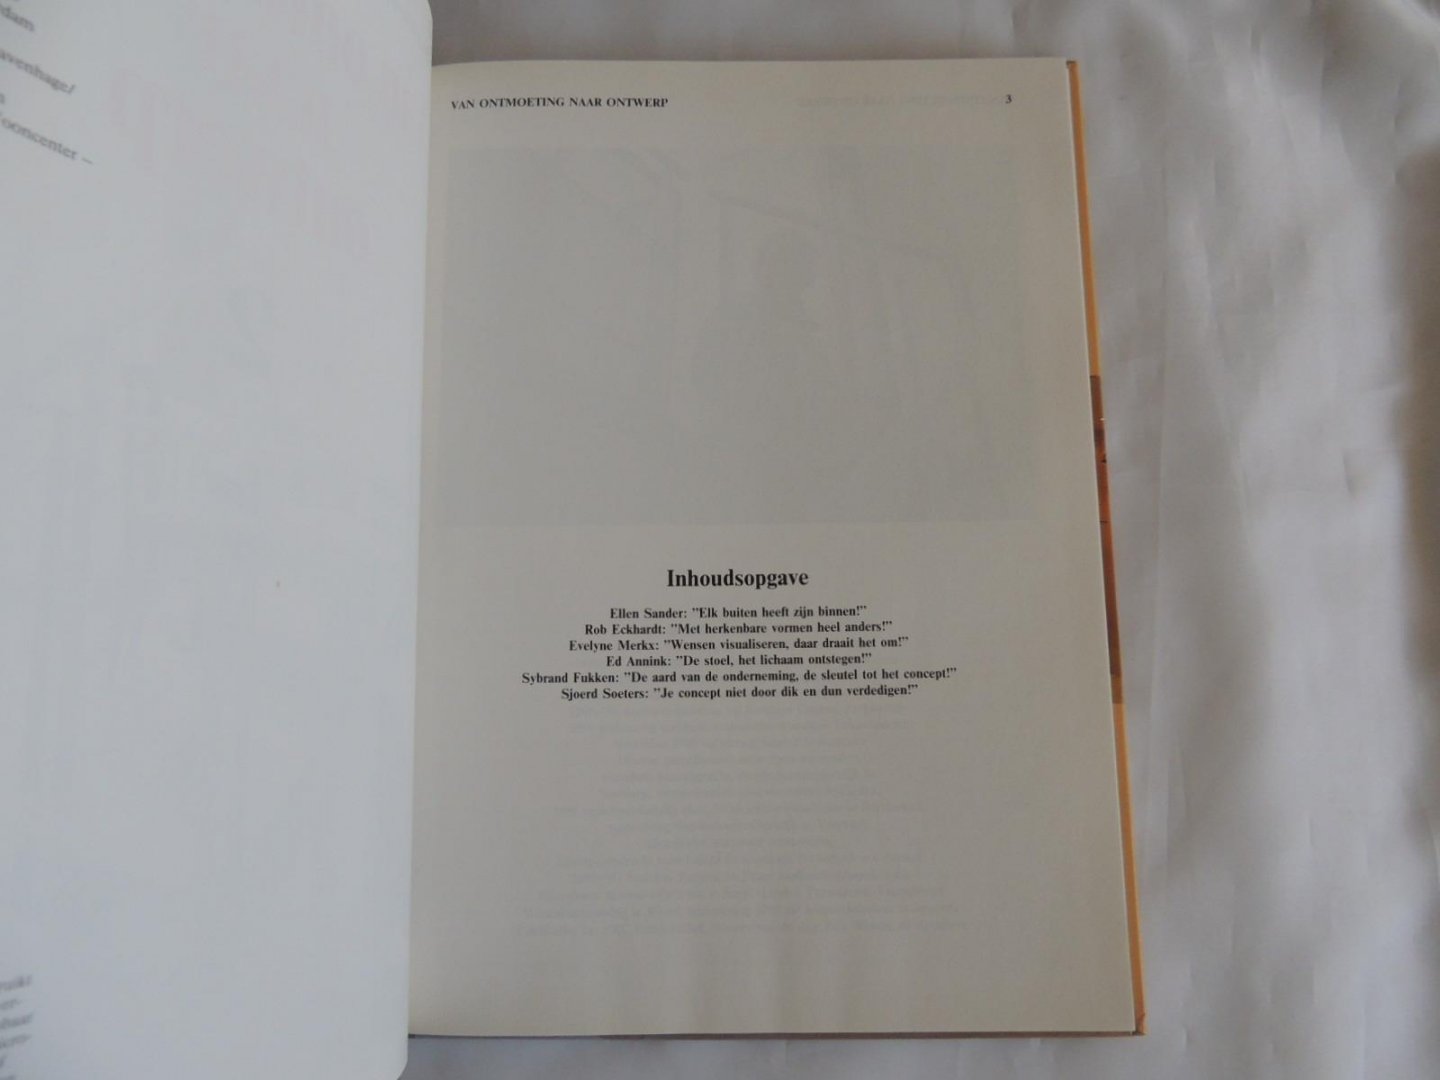 VAN ONTMOETING NAAR ONTWERP 3
Inhoudsopgave
Ellen Sander: ”Elk buiten heeft zijn binnen!”
Rob Eckhardt: ”Met herkenbare vormen heel anders!”
Evelyne Merkx: ”Wensen visualiseren, daar draait het om!”
Ed Annink: ”De stoel, het lichaam ontstegen!”
Sybrand Fukken: ”De aard van de onderneming, de sleutel tot het concept!”
Sjoerd Soeters: ”Je concept niet door dik en dun verdedigen!”